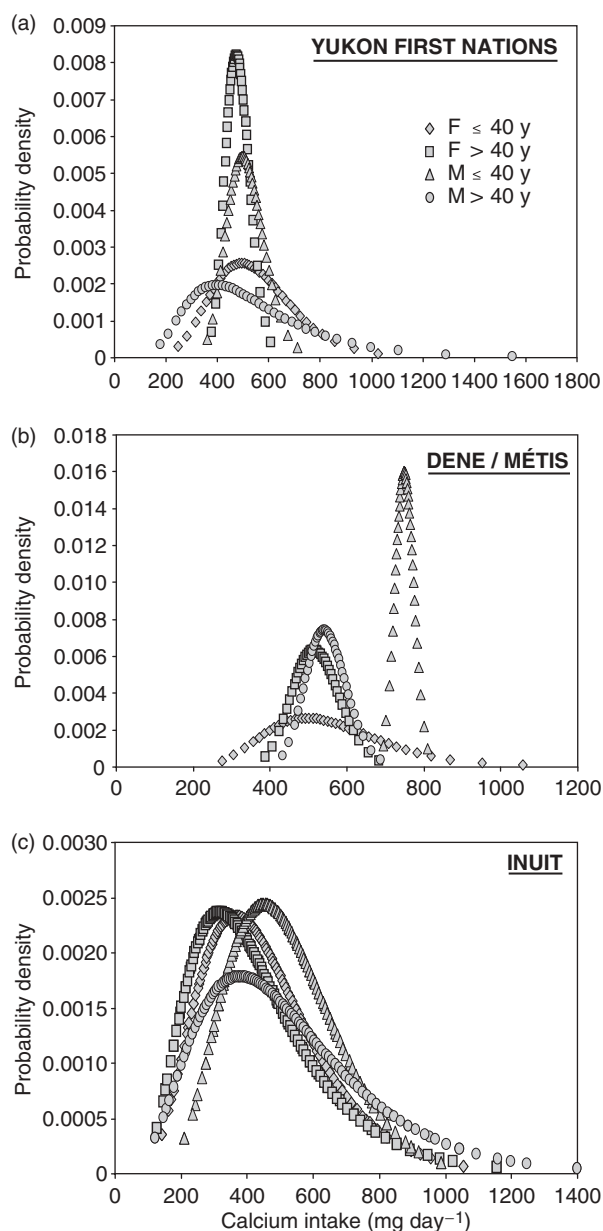 (a)
YUKON FIRST NATIONS
F ≤ 40 y
F > 40 y
M ≤ 40 y
M > 40 y
Probability density
0.009
0.008
0.007
0.006
0.005
0.004
0.003
0.002
0.001
0
0 200 400 600 800 1000 1200 1400 1600 1800
(b)
DENE / MÉTIS
Probability density
0.018
0.016
0.014
0.012
0.010
0.008
0.006
0.004
0.002
0
0 200 400 600 800 1000 1200
(c)
INUIT
Probability density
0.0030
0.0025
0.0020
0.0015
0.0010
0.0005
0
0 200 400 600 800 1000 1200 1400
Calcium intake (mg day−1)